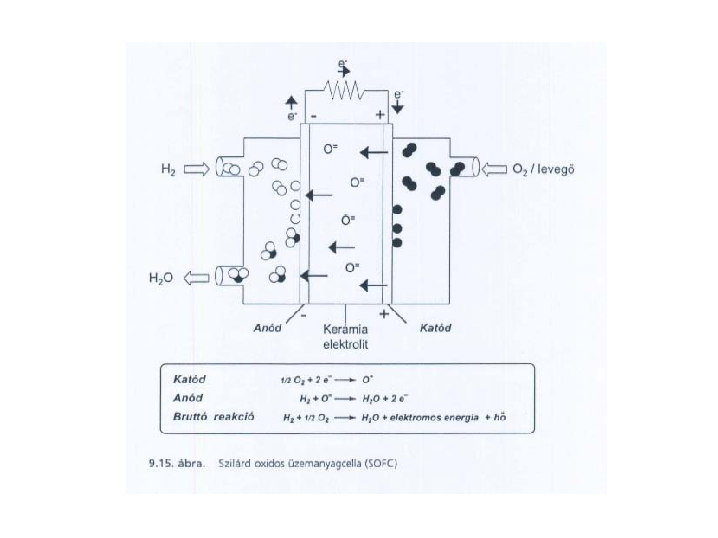 e-
e-
e-
- +
H2
O2 / levegő
O=
O=
O=
O=
H2O
- +
Anód
Kerámia
elektrolit
Katód
Katód 1/2 O2 + 2 e− → O=
Anód H2 + O= → H2O + 2 e−
Bruttó reakció H2 + 1/2 O2 → H2O + elektromos energia + hő
9.15. ábra. Szilárd oxidos üzemanyagcella (SOFC)